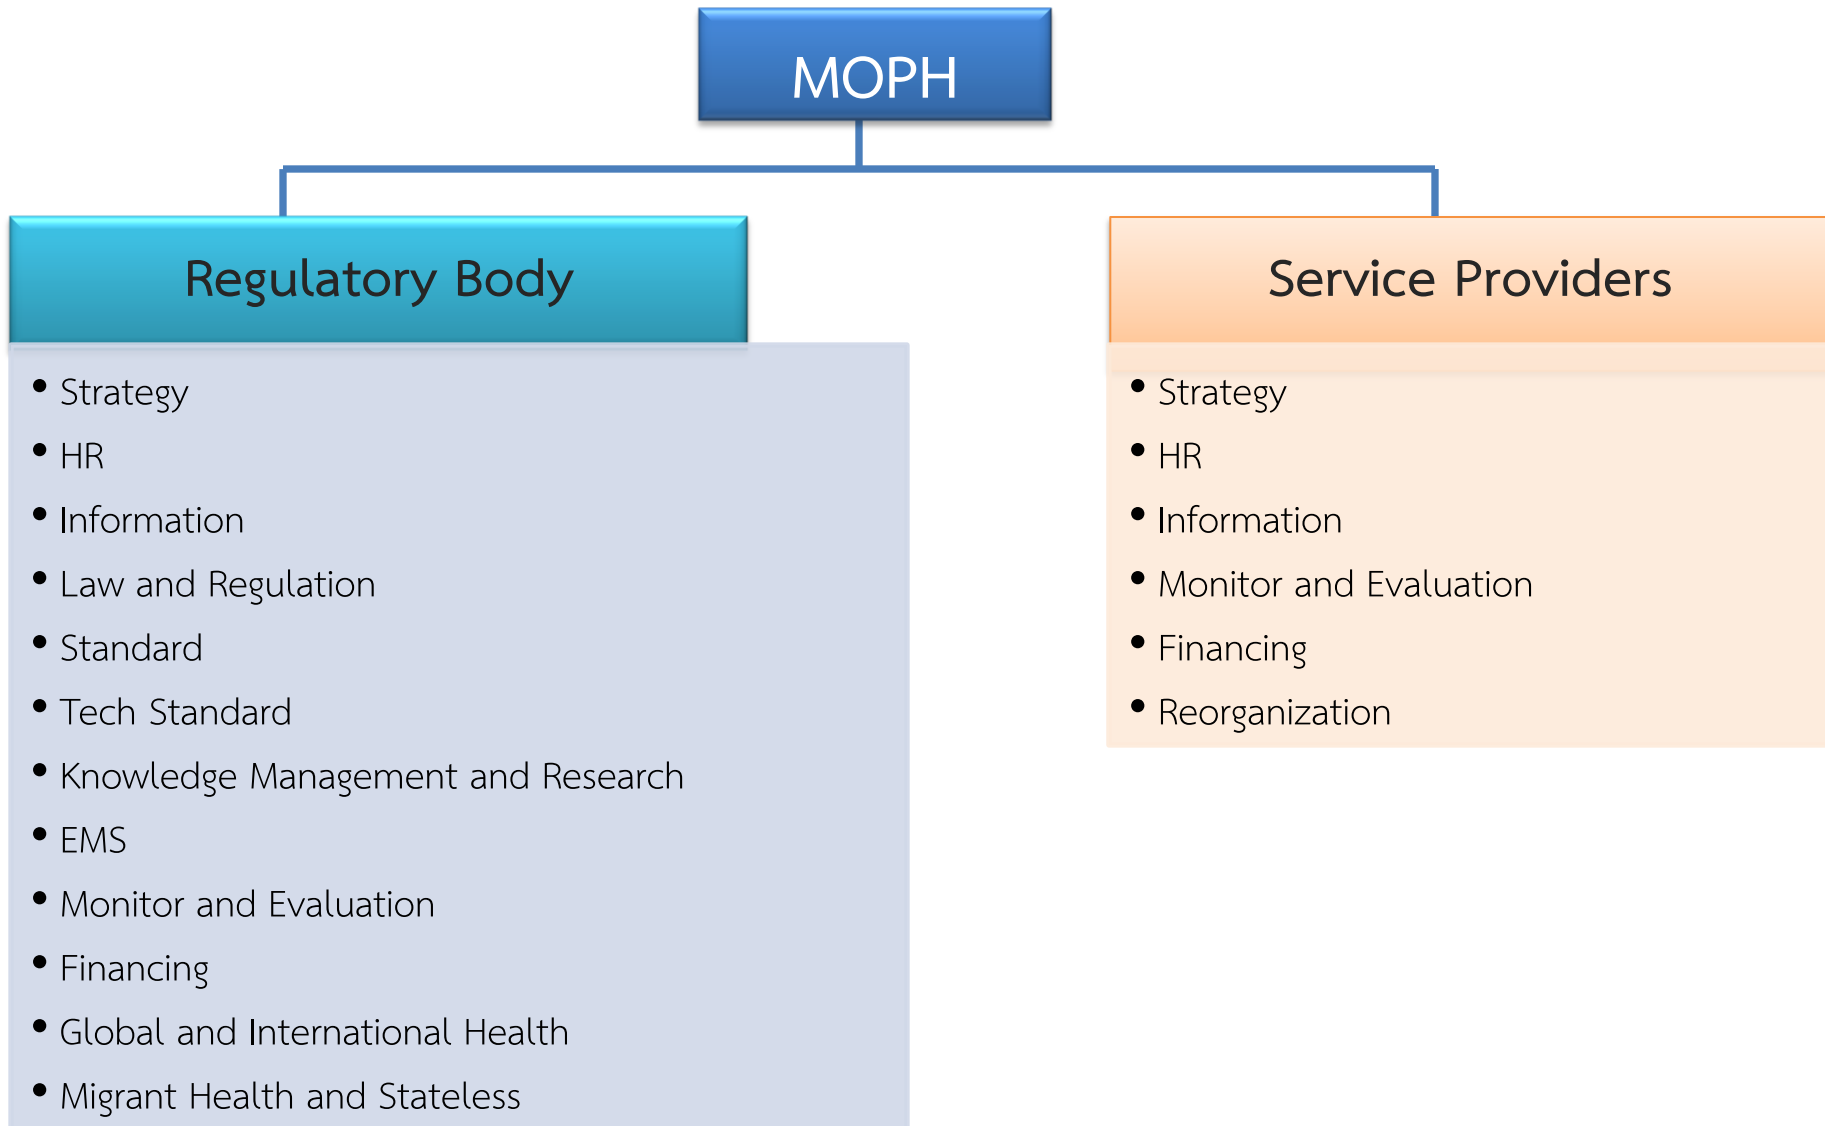 MOPH
Regulatory Body
• Strategy
• HR
• Information
• Law and Regulation
• Standard
• Tech Standard
• Knowledge Management and Research
• EMS
• Monitor and Evaluation
• Financing
• Global and International Health
• Migrant Health and Stateless
Service Providers
• Strategy
• HR
• Information
• Monitor and Evaluation
• Financing
• Reorganization